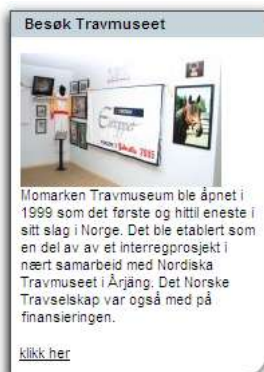 Besøk Travmuseet
Momarken Travmuseum ble åpnet i
1999 som det første og hittil eneste i
sitt slag i Norge. Det ble etablert som
en del av av et interregprosjekt i
nært samarbeid med Nordiska
Travmuseet i Årjäng. Det Norske
Travselskap var også med på
finansieringen.
klikk her